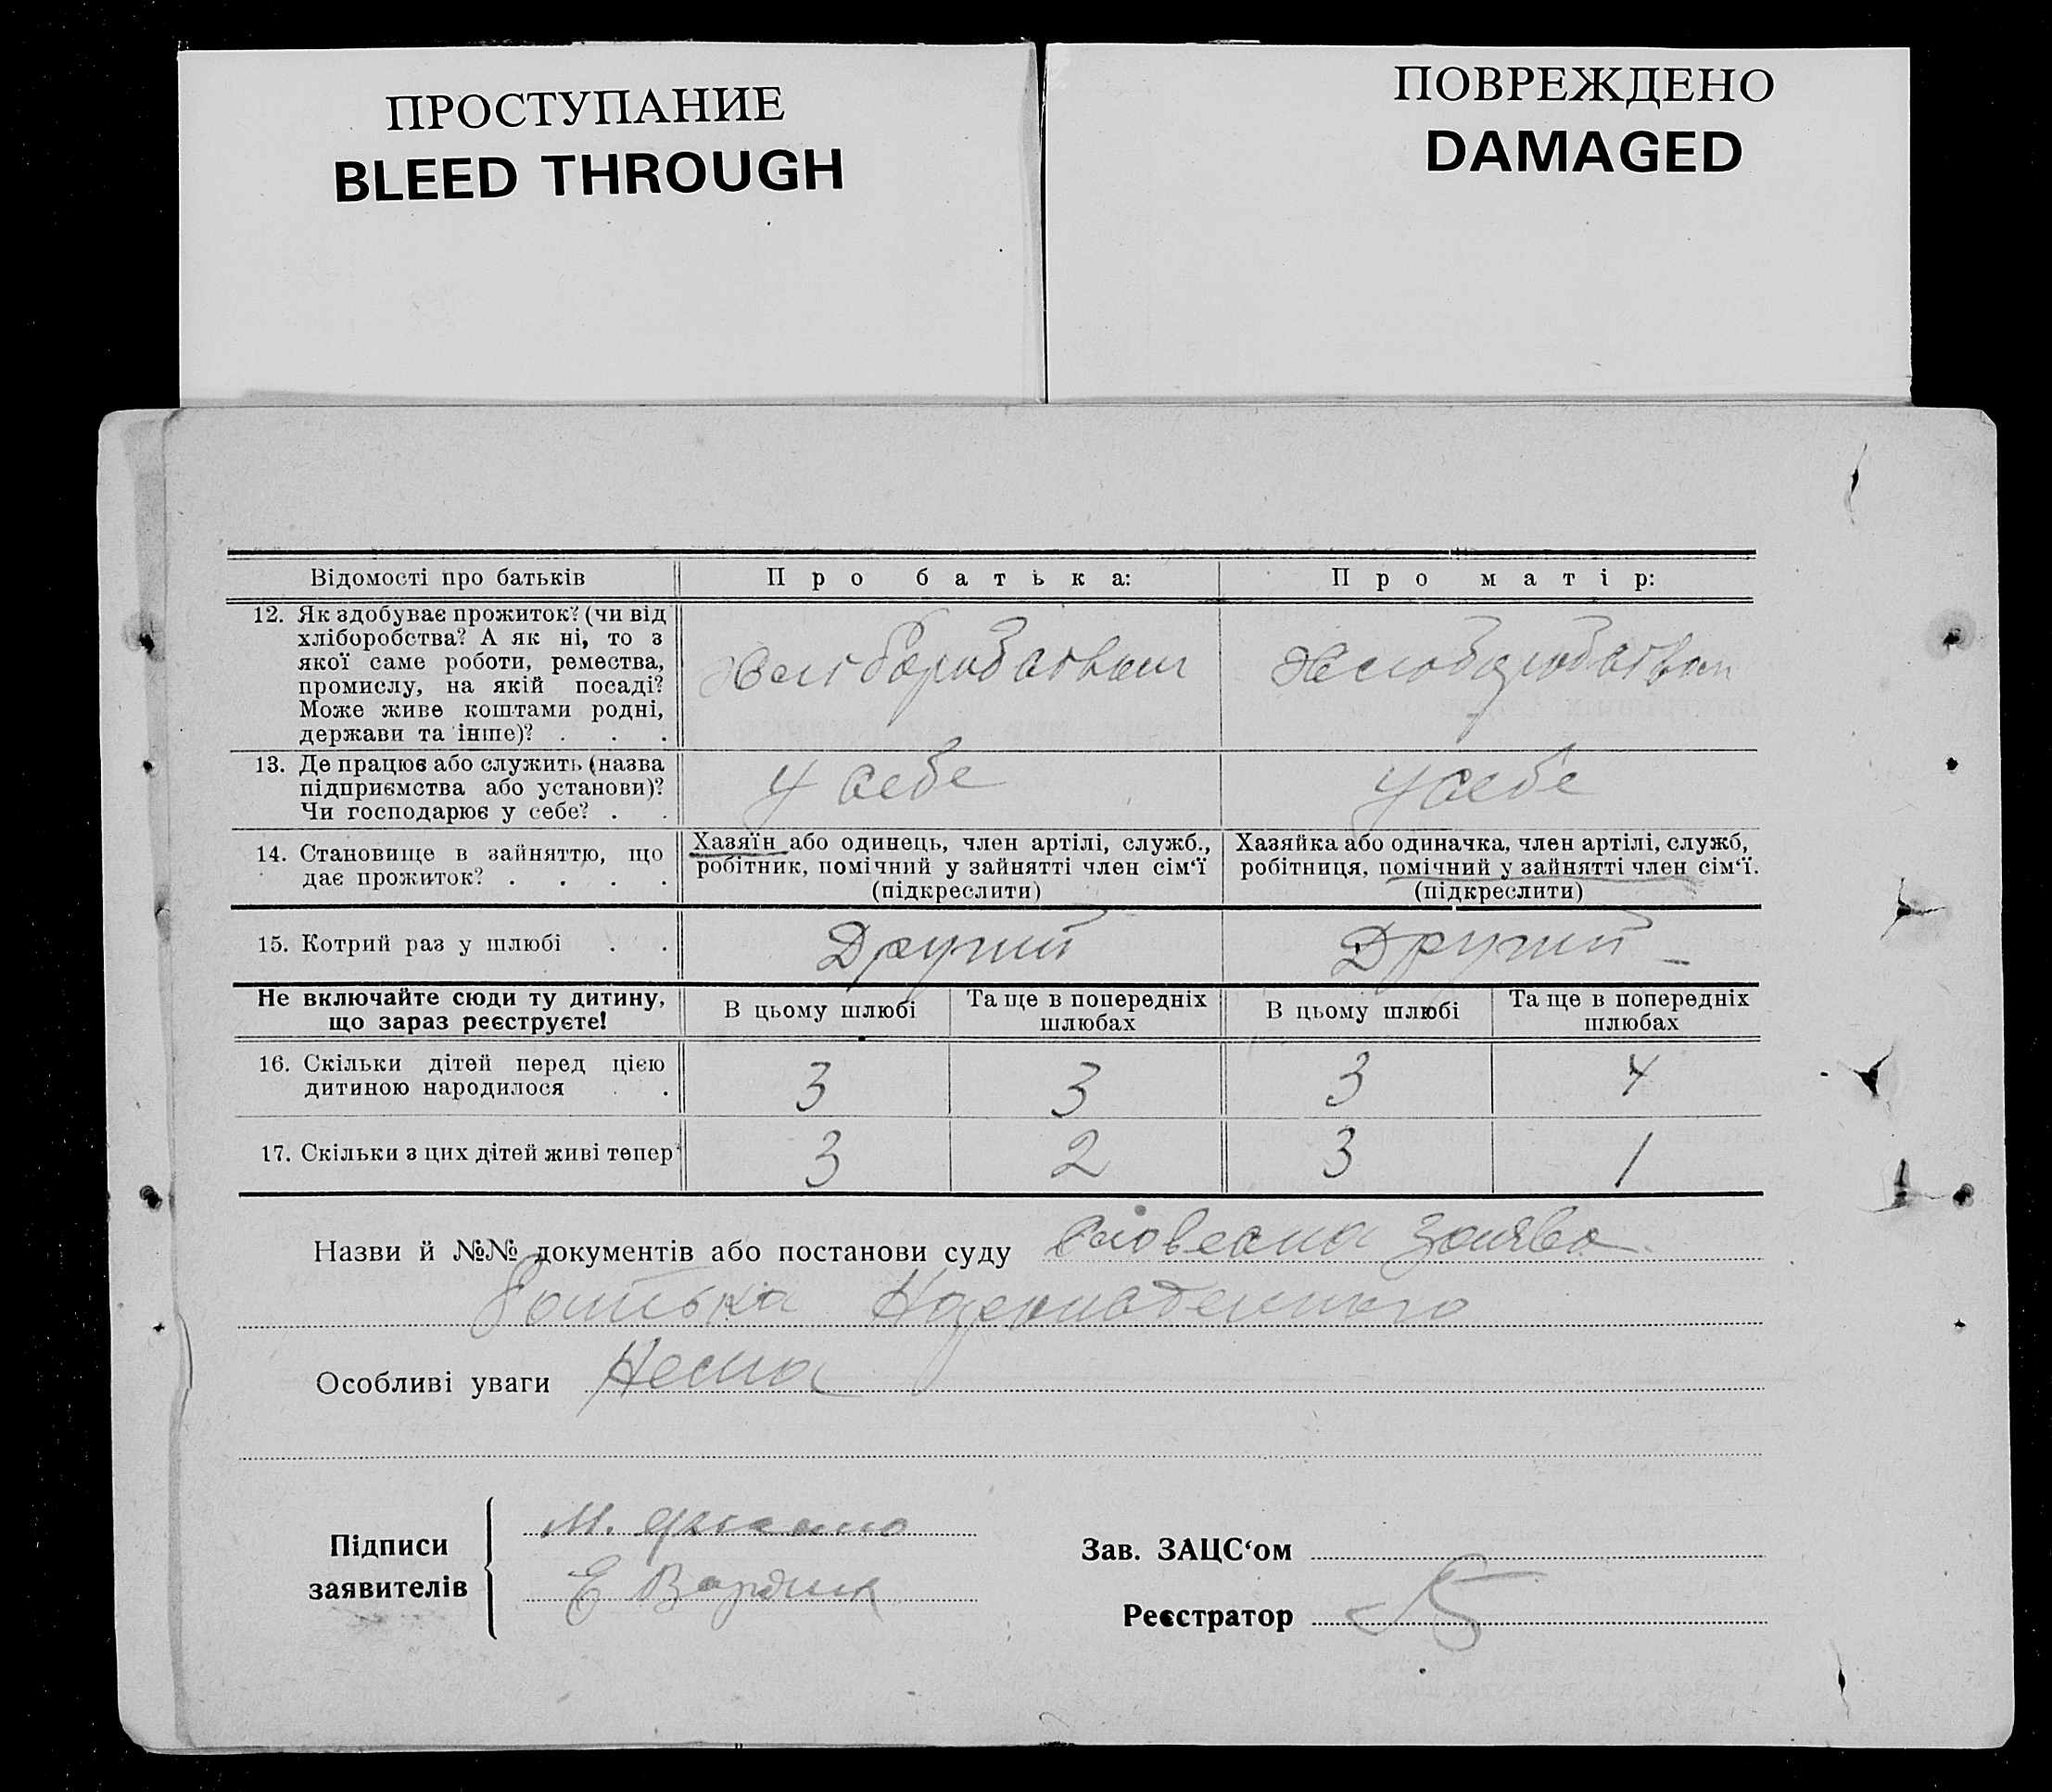 ПРОСТУПАНИЕ
BLEED THROUGH
ПОВРЕЖДЕНО
DAMAGED
Відомості про батьків
Про батька:
Про матір:
12. Як здобуває прожиток? (чи від
хліборобства? А як ні, то з
якої саме роботи, ремества,
промислу, на якій посаді?
Може живе коштами родні,
держави та інше)? . . .
Хліборобством
Хліборобством
13. Де працює або служить (назва
підприємства або установи)?
Чи господарює у себе? . .
У себе
У себе
14. Становище в зайняттю, що
дає прожиток? . . . .
Хазяїн або одинець, член артілі, служб.,
робітник, помічний у зайнятті член сім‘ї
(підкреслити)
Хазяйка або одиначка, член артілі, служб,
робітниця, помічний у зайнятті член сім‘ї.
(підкреслити)
15. Котрий раз у шлюбі . .
Другий
Другий
Не включайте сюди ту дитину,
що зараз реєструєте!
В цьому шлюбі
Та ще в попередніх
шлюбах
В цьому шлюбі
Та ще в попередніх
шлюбах
16. Скільки дітей перед цією
дитиною народилося . .
3
3
3
4
17. Скільки з цих дітей живі тепер
3
2
3
1
Назви й №№ документів або постанови суду Словесна заява
батька
Особливі уваги Нема
Підписи
заявителів
М.
Е
Зав. ЗАЦС‘ом
Реєстратор